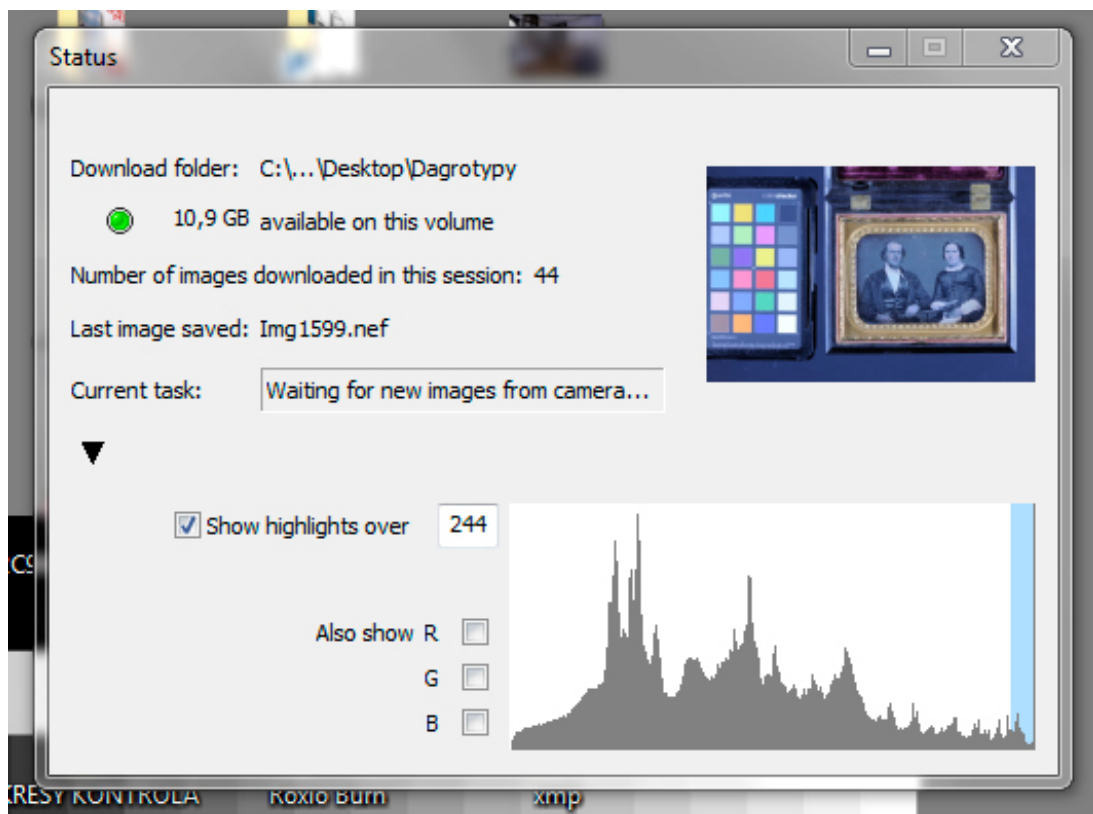 Status
Download folder: C:\...\Desktop\Dagrotypy
10,9 GB available on this volume
Number of images downloaded in this session: 44
Last image saved: Img1599.nef
Current task: Waiting for new images from camera...
Show highlights over 244
Also show R
G
B
KRESY KONTROLA Roxio Burn xmp